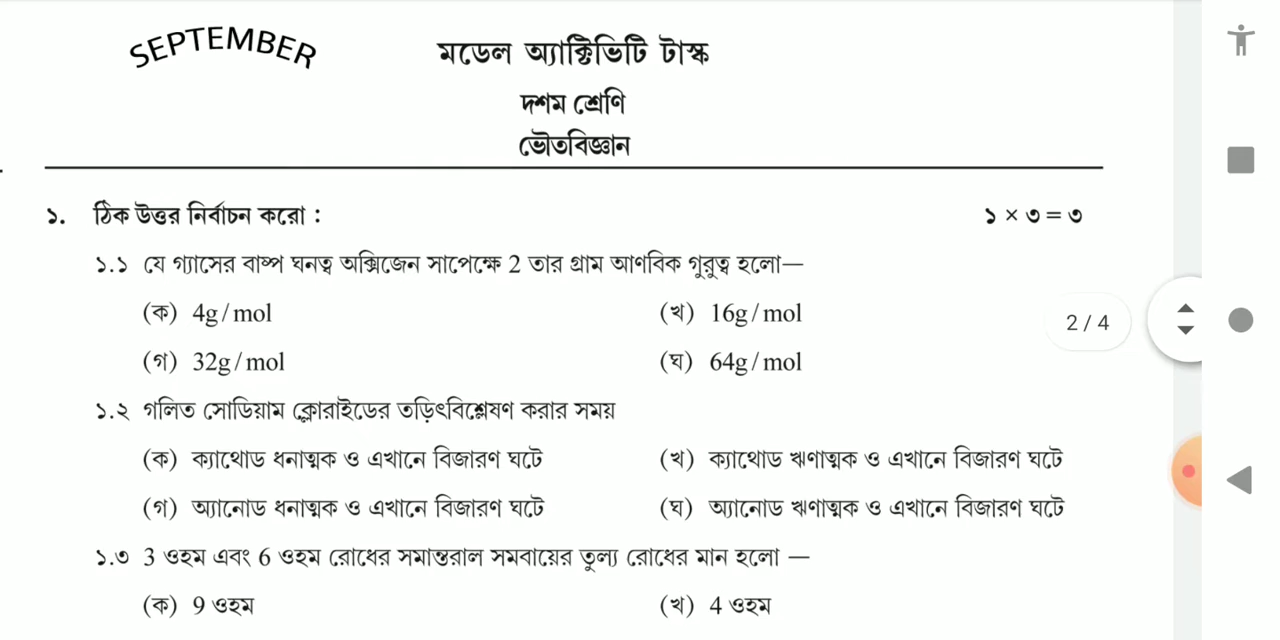 SEPTEMBER
মডেল অ্যাক্টিভিটি টাস্ক
দশম শ্রেণি
ভৌতবিজ্ঞান
১. ঠিক উত্তর নির্বাচন করো : ১ × ৩ = ৩
১.১ যে গ্যাসের বাষ্প ঘনত্ব অক্সিজেন সাপেক্ষে 2 তার গ্রাম আণবিক গুরুত্ব হলো—
(ক) 4g/mol (খ) 16g/mol
2 / 4
(গ) 32g/mol (ঘ) 64g/mol
১.২ গলিত সোডিয়াম ক্লোরাইডের তড়িৎবিশ্লেষণ করার সময়
(ক) ক্যাথোড ধনাত্মক ও এখানে বিজারণ ঘটে (খ) ক্যাথোড ঋণাত্মক ও এখানে বিজারণ ঘটে
(গ) অ্যানোড ধনাত্মক ও এখানে বিজারণ ঘটে (ঘ) অ্যানোড ঋণাত্মক ও এখানে বিজারণ ঘটে
১.৩ 3 ওহম এবং 6 ওহম রোধের সমান্তরাল সমবায়ের তুল্য রোধের মান হলো —
(ক) 9 ওহম (খ) 4 ওহম